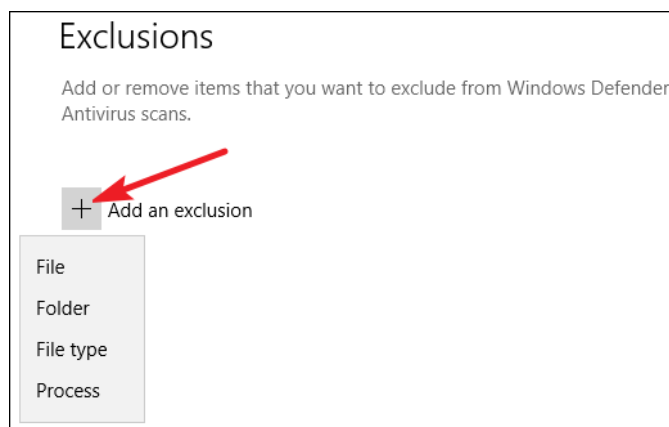 Exclusions
Add or remove items that you want to exclude from Windows Defender
Antivirus scans.
Add an exclusion
File
Folder
File type
Process